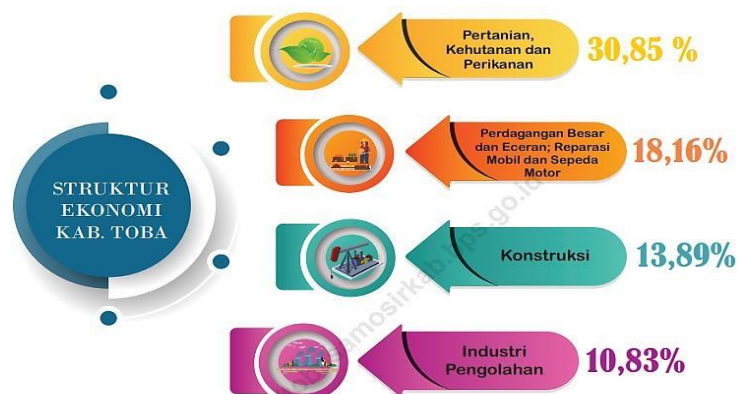 STRUKTUR
EKONOMI
KAB. TOBA
Pertanian,
Kehutanan dan
Perikanan
30,85 %
Perdagangan Besar
dan Eceran; Reparasi
Mobil dan Sepeda
Motor
18,16%
Konstruksi
13,89%
Industri
Pengolahan
10,83%